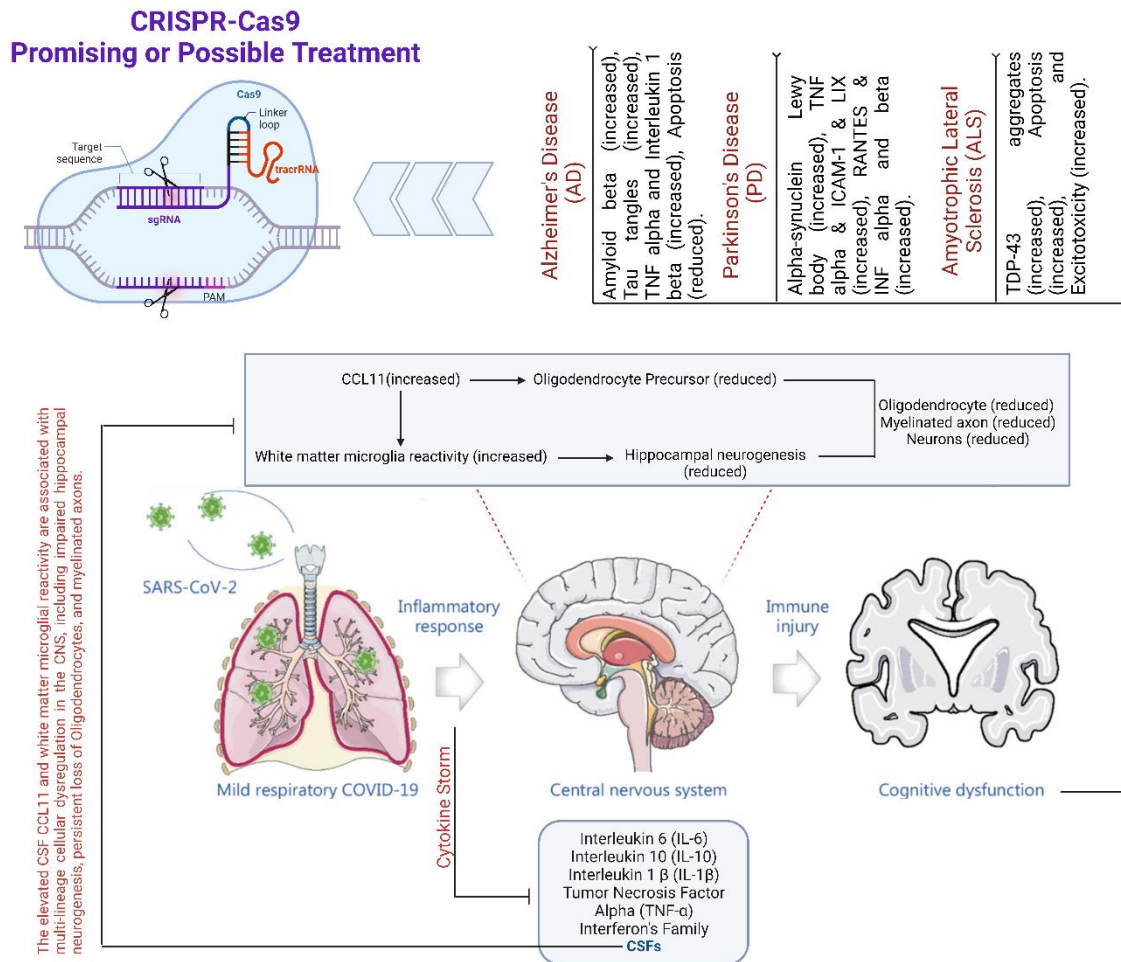 CRISPR-Cas9
Promising or Possible Treatment
Cas9
Linker
loop
Target
sequence
tracrRNA
sgRNA
PAM
Alzheimer's Disease
(AD)
Amyloid beta (increased),
Tau tangles (increased),
TNF alpha and Interleukin 1
beta (increased), Apoptosis
(reduced).
Parkinson's Disease
(PD)
Alpha-synuclein Lewy
body (increased), TNF
alpha & ICAM-1 & LIX
(increased), RANTES &
INF alpha and beta
(increased).
Amyotrophic Lateral
Sclerosis (ALS)
TDP-43 aggregates
(increased), Apoptosis
(increased), and
Excitotoxicity (increased).
CCL11(increased)
Oligodendrocyte Precursor (reduced)
Oligodendrocyte (reduced)
Myelinated axon (reduced)
Neurons (reduced)
White matter microglia reactivity (increased)
Hippocampal neurogenesis
(reduced)
The elevated CSF CCL11 and white matter microglial reactivity are associated with
multi-lineage cellular dysregulation in the CNS, including impaired hippocampal
neurogenesis, persistent loss of Oligodendrocytes, and myelinated axons.
SARS-CoV-2
Inflammatory
response
Immune
injury
Mild respiratory COVID-19
Central nervous system
Cognitive dysfunction
Cytokine Storm
Interleukin 6 (IL-6)
Interleukin 10 (IL-10)
Interleukin 1 β (IL-1β)
Tumor Necrosis Factor
Alpha (TNF-α)
Interferon's Family
CSFs